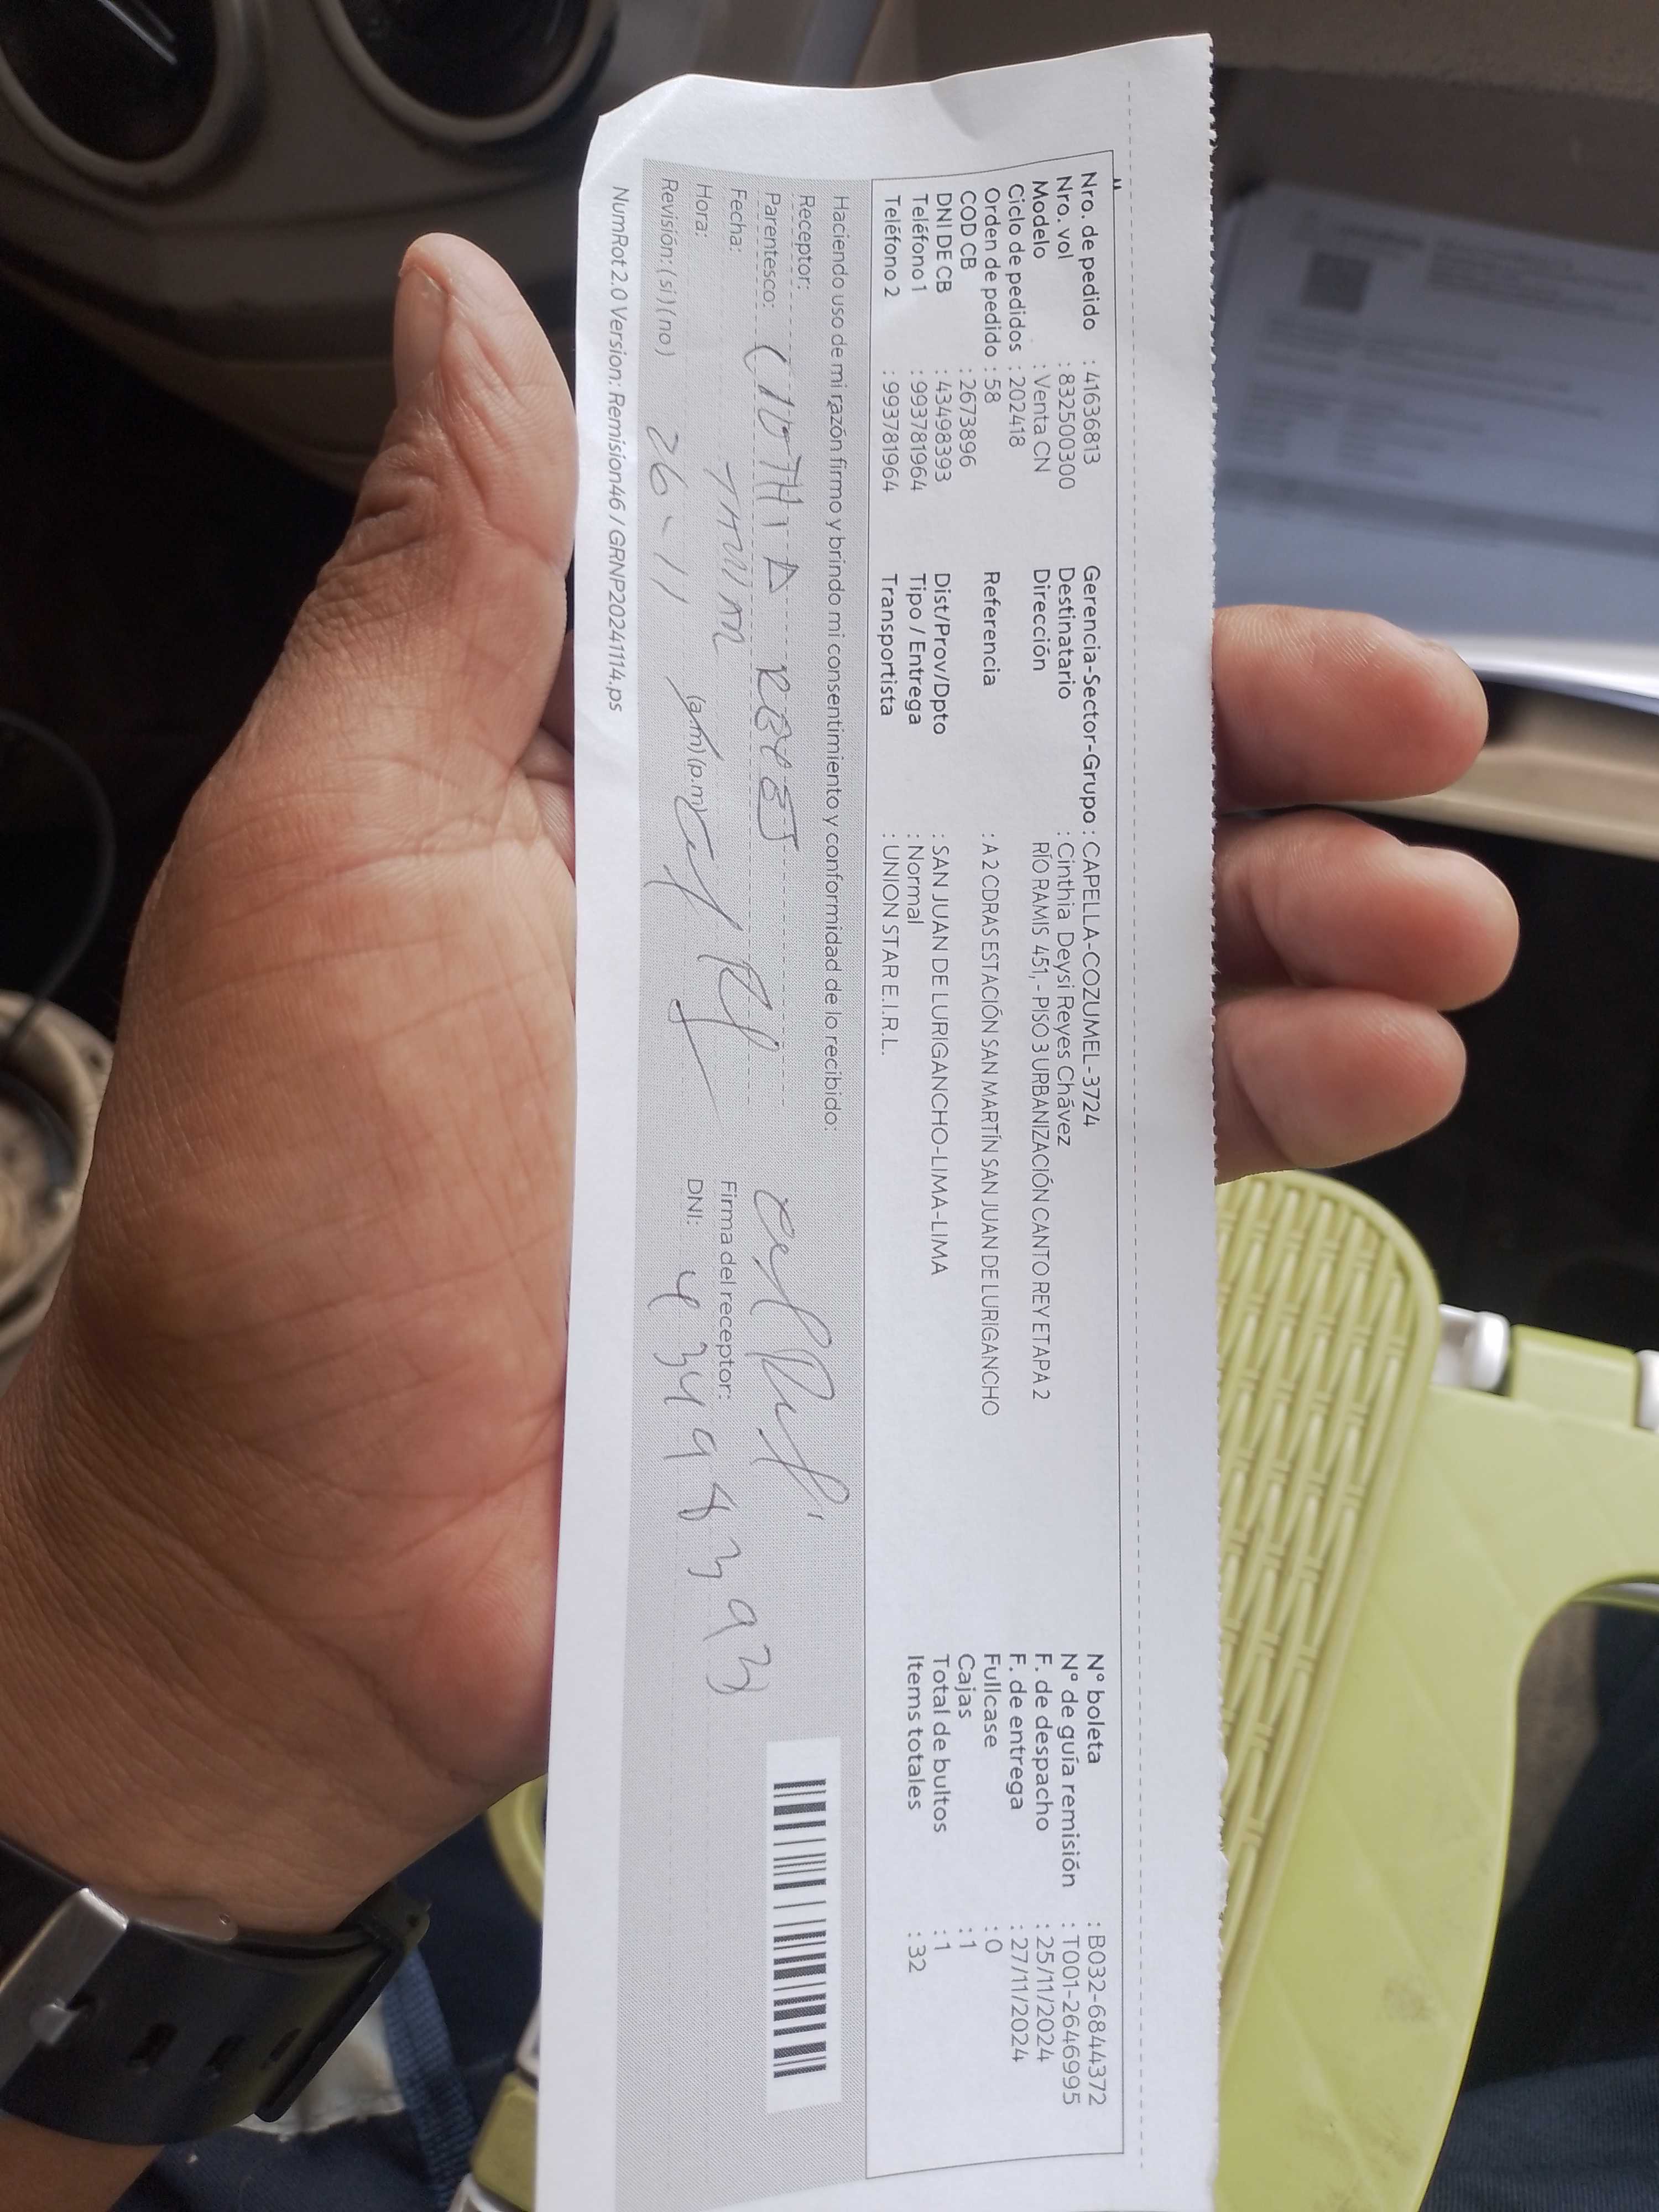 Nro. de pedido : 41636813
Nro. vol : 832500300
Modelo : Venta CN
Ciclo de pedidos : 202418
Orden de pedido : 58
COD CB : 2673896
DNI DE CB : 43498393
Teléfono 1 : 993781964
Teléfono 2 : 993781964
Gerencia-Sector-Grupo : CAPELLA-COZUMEL-3724
Destinatario : Cinthia Deysi Reyes Chávez
Dirección RÍO RAMIS 451, - PISO 3 URBANIZACIÓN CANTO REY ETAPA 2
Referencia : A 2 CDRAS ESTACIÓN SAN MARTÍN SAN JUAN DE LURIGANCHO
Dist/Prov/Dpto : SAN JUAN DE LURIGANCHO-LIMA-LIMA
Tipo / Entrega : Normal
Transportista : UNION STAR E.I.R.L.
N° boleta : B032-6844372
N° de guía remisión : T001-2646995
F. de despacho : 25/11/2024
F. de entrega : 27/11/2024
Fullcase : 0
Cajas : 1
Total de bultos : 1
Items totales : 32
Haciendo uso de mi razón firmo y brindo mi consentimiento y conformidad de lo recibido:
Receptor:
Parentesco:
Fecha:
Hora: (a.m) (p.m)
Revisión: (si) (no) 26-11
Firma del receptor:
DNI: 43498393
NumRot 2.0 Version: Remision46 / GRNP20241114.ps